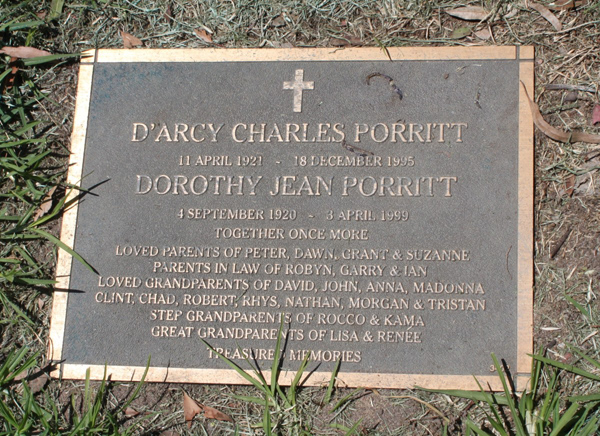 D'ARCY CHARLES PORRITT
11 APRIL 1921 - 18 DECEMBER 1995
DOROTHY JEAN PORRITT
4 SEPTEMBER 1920 - 3 APRIL 1999
TOGETHER ONCE MORE
LOVED PARENTS OF PETER, DAWN, GRANT & SUZANNE
PARENTS IN LAW OF ROBYN, GARRY & IAN
LOVED GRANDPARENTS OF DAVID, JOHN, ANNA, MADONNA
CLINT, CHAD, ROBERT, RHYS, NATHAN, MORGAN & TRISTAN
STEP GRANDPARENTS OF ROCCO & KAMA
GREAT GRANDPARENTS OF LISA & RENÉE
TREASURED MEMORIES